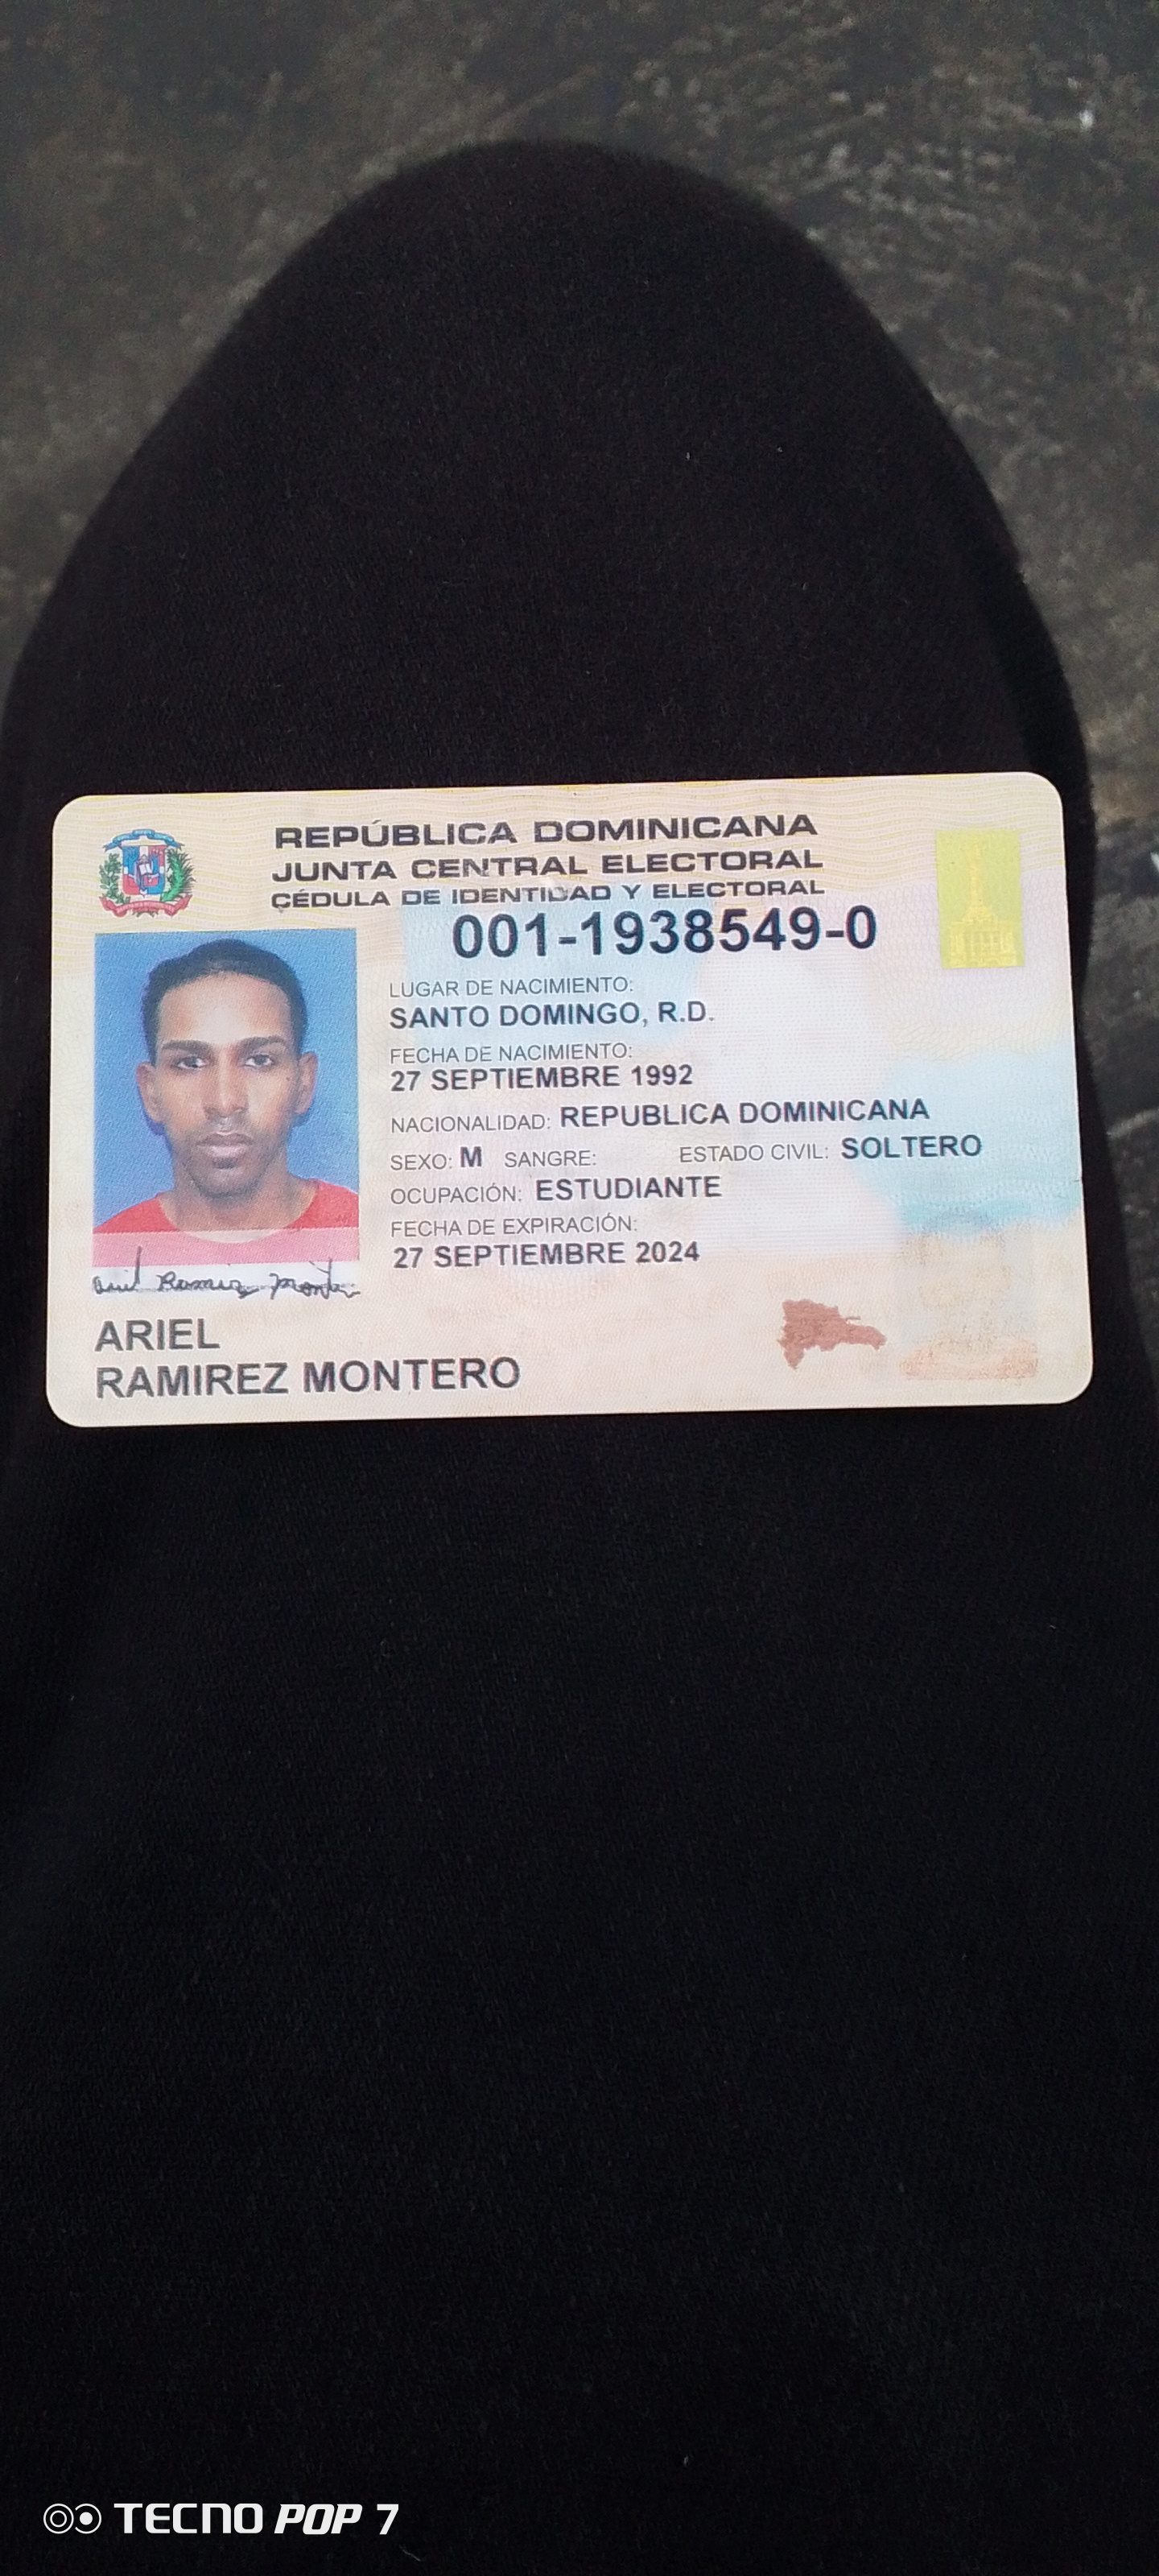 REPÚBLICA DOMINICANA
JUNTA CENTRAL ELECTORAL
CÉDULA DE IDENTIDAD Y ELECTORAL
001-1938549-0
LUGAR DE NACIMIENTO:
SANTO DOMINGO, R.D.
FECHA DE NACIMIENTO:
27 SEPTIEMBRE 1992
NACIONALIDAD: REPUBLICA DOMINICANA
SEXO: M SANGRE: ESTADO CIVIL: SOLTERO
OCUPACIÓN: ESTUDIANTE
FECHA DE EXPIRACIÓN:
27 SEPTIEMBRE 2024
Ramirez Montero
ARIEL
RAMIREZ MONTERO
TECNO POP 7